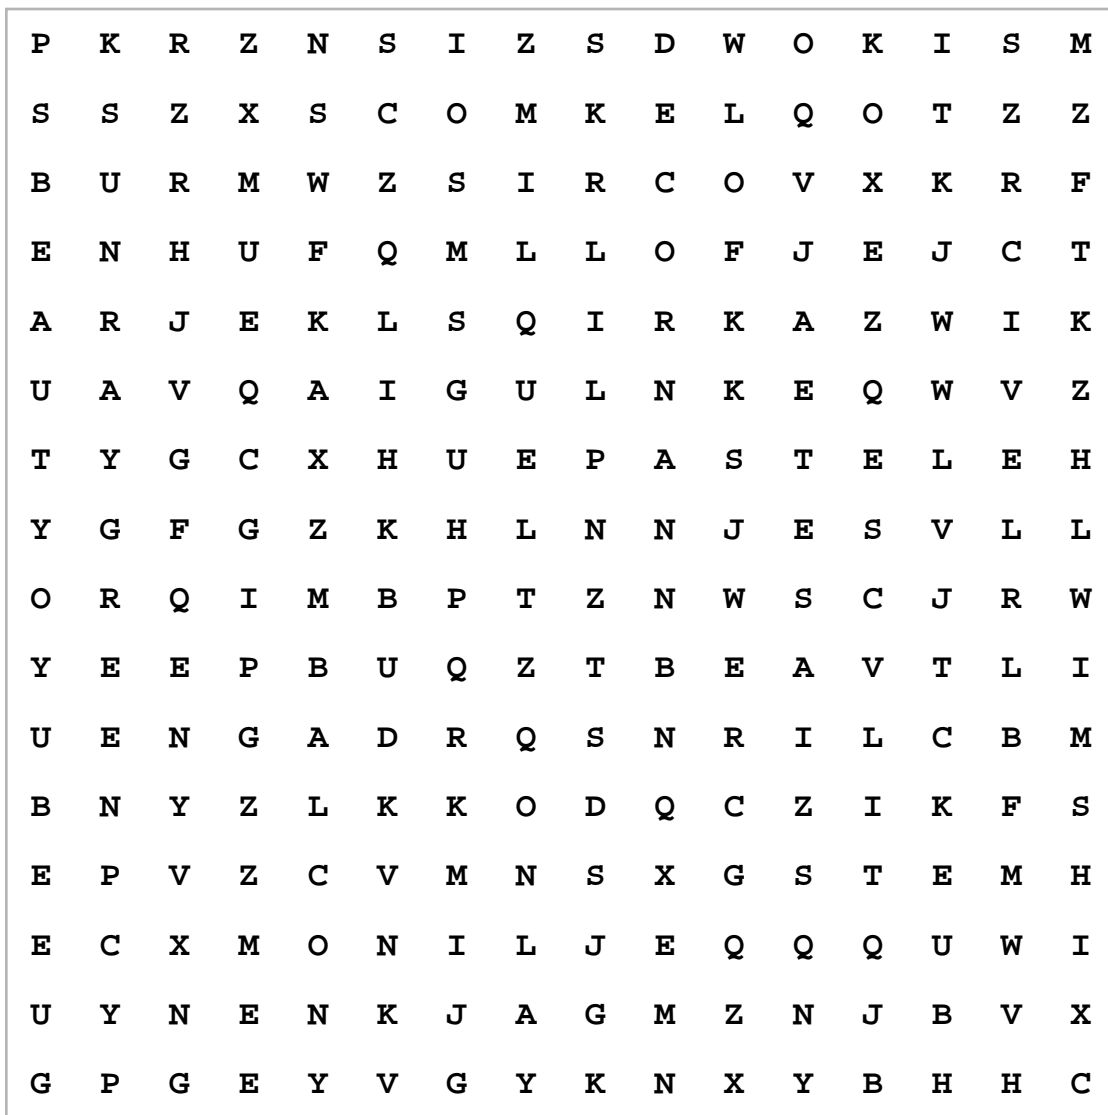 P K R Z N S I Z S D W O K I S M
S S Z X S C O M K E L Q O T Z Z
B U R M W Z S I R C O V X K R F
E N H U F Q M L L O F J E J C T
A R J E K L S Q I R K A Z W I K
U A V Q A I G U L N K E Q W V Z
T Y G C X H U E P A S T E L E H
Y G F G Z K H L N N J E S V L L
O R Q I M B P T Z N W S C J R W
Y E E P B U Q Z T B E A V T L I
U E N G A D R Q S N R I L C B M
B N Y Z L K K O D Q C Z I K F S
E P V Z C V M N S X G S T E M H
E C X M O N I L J E Q Q Q U W I
U Y N E N K J A G M Z N J B V X
G P G E Y V G Y K N X Y B H H C